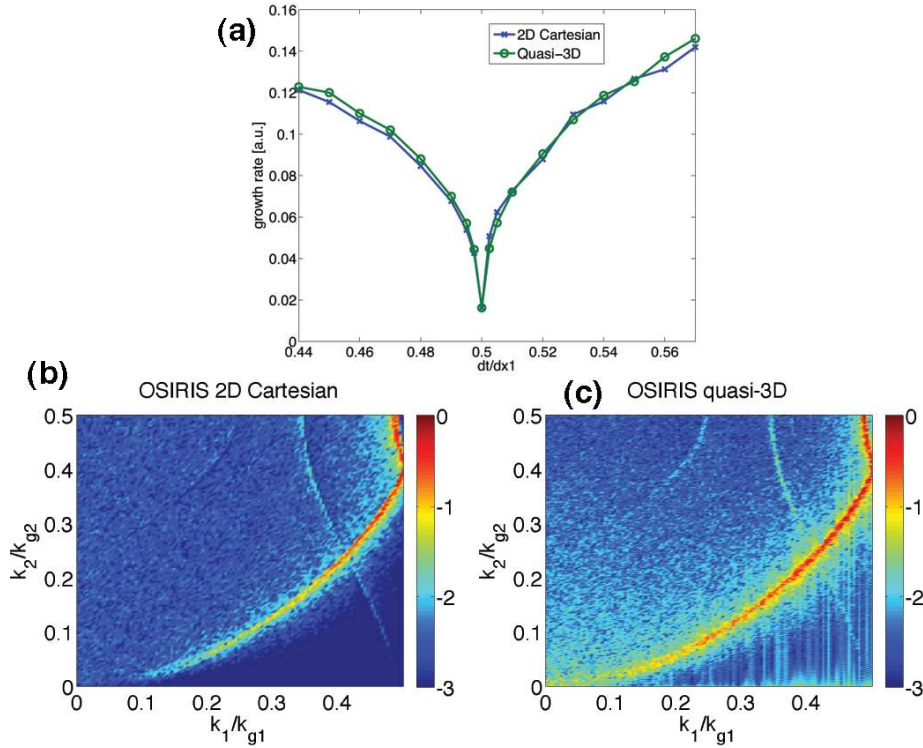 (a)
0.16
0.14
0.12
0.1
0.08
0.06
0.04
0.02
0
growth rate [a.u.]
2D Cartesian
Quasi-3D
0.44 0.46 0.48 0.5 0.52 0.54 0.56
dt/dx1
(b)
OSIRIS 2D Cartesian
0.5
0.4
0.3
0.2
0.1
0
k2/kg2
0 0.1 0.2 0.3 0.4
k1/kg1
0
-1
-2
-3
(c)
OSIRIS quasi-3D
0.5
0.4
0.3
0.2
0.1
0
k2/kg2
0 0.1 0.2 0.3 0.4
k1/kg1
0
-1
-2
-3